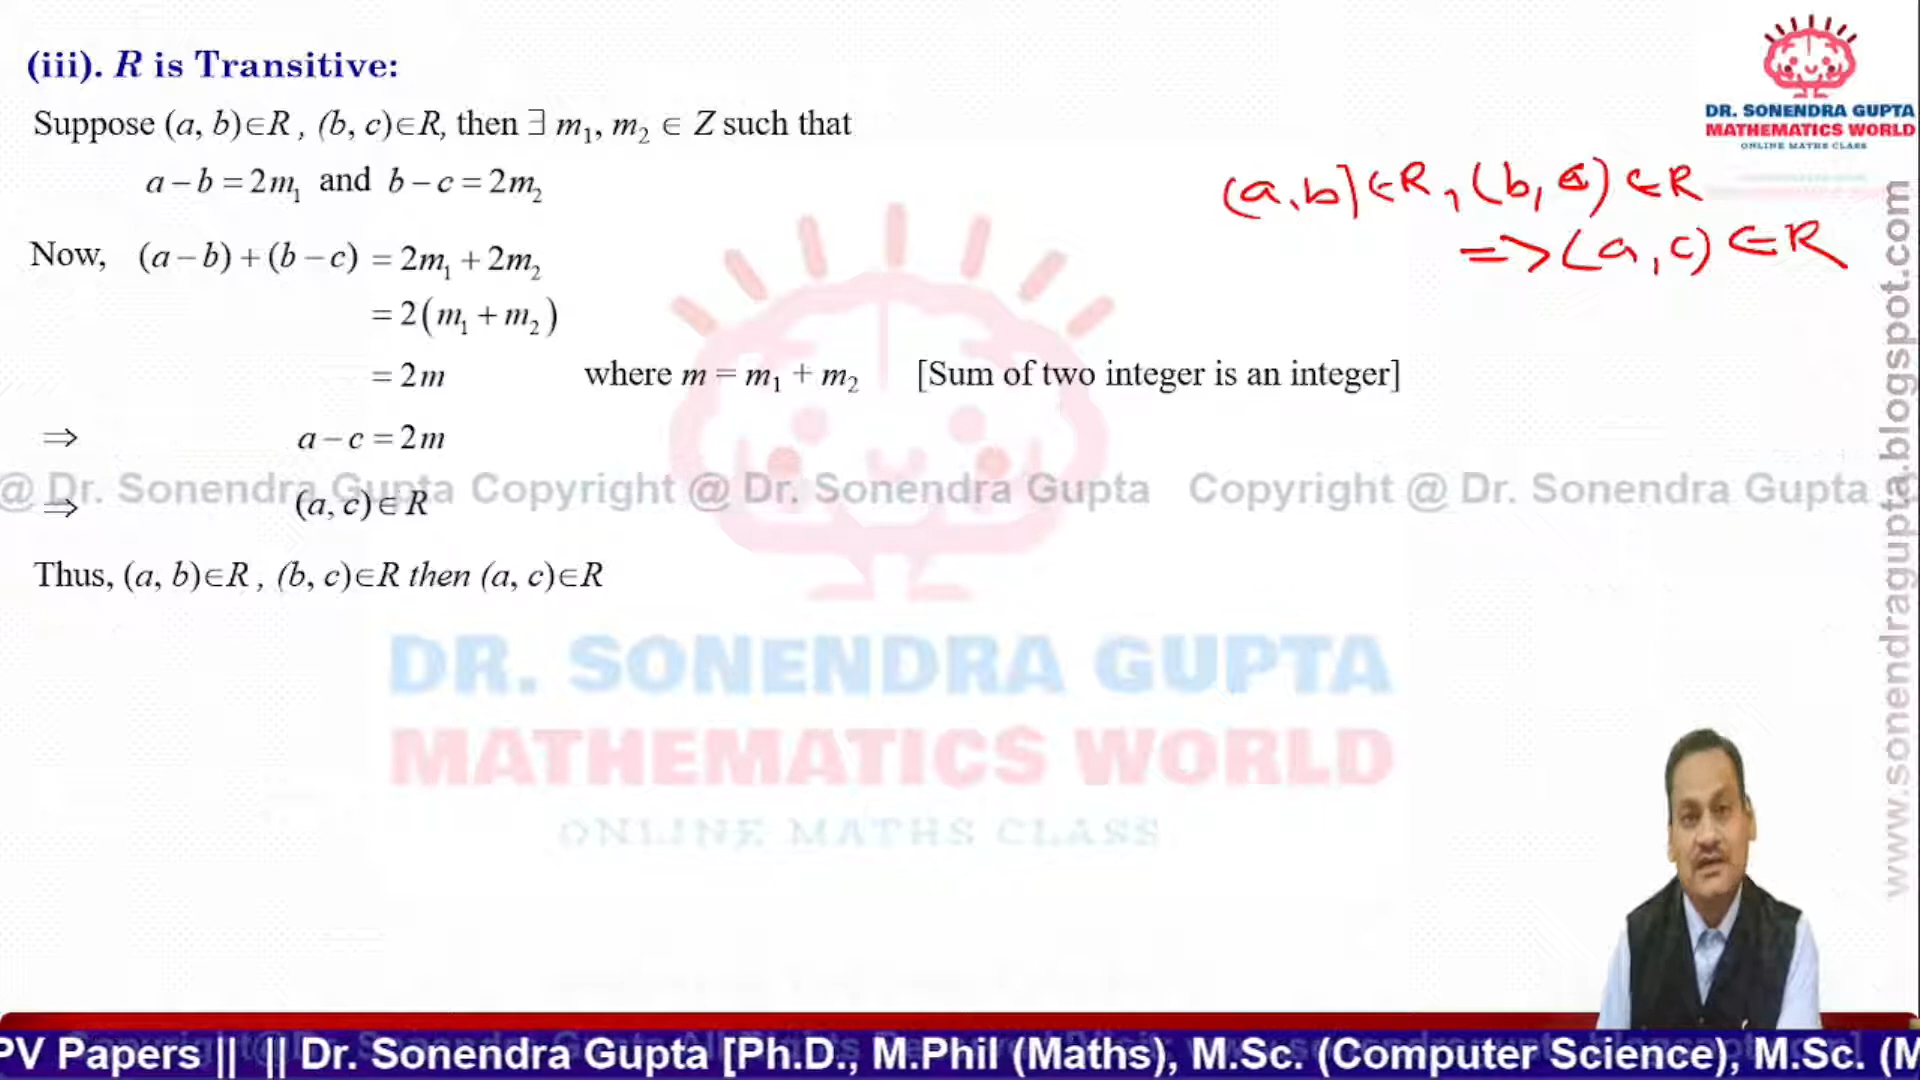 (iii). R is Transitive:
Suppose (a, b)∈R , (b, c)∈R, then ∃ m₁, m₂ ∈ Z such that
a − b = 2m₁ and b − c = 2m₂
Now, (a − b) + (b − c) = 2m₁ + 2m₂
= 2(m₁ + m₂)
= 2m where m = m₁ + m₂ [Sum of two integer is an integer]
⇒ a − c = 2m
⇒ (a, c) ∈ R
Thus, (a, b)∈R , (b, c)∈R then (a, c)∈R
(a,b)∈R, (b, c) ∈R
=> (a, c) ∈R
DR. SONENDRA GUPTA
MATHEMATICS WORLD
ONLINE MATHS CLASS
@ Dr. Sonendra Gupta Copyright @ Dr. Sonendra Gupta Copyright @ Dr. Sonendra Gupta
DR. SONENDRA GUPTA
MATHEMATICS WORLD
ONLINE MATHS CLASS
www.sonendragupta.blogspot.com
PV Papers || || Dr. Sonendra Gupta [Ph.D., M.Phil (Maths), M.Sc. (Computer Science), M.Sc. (M